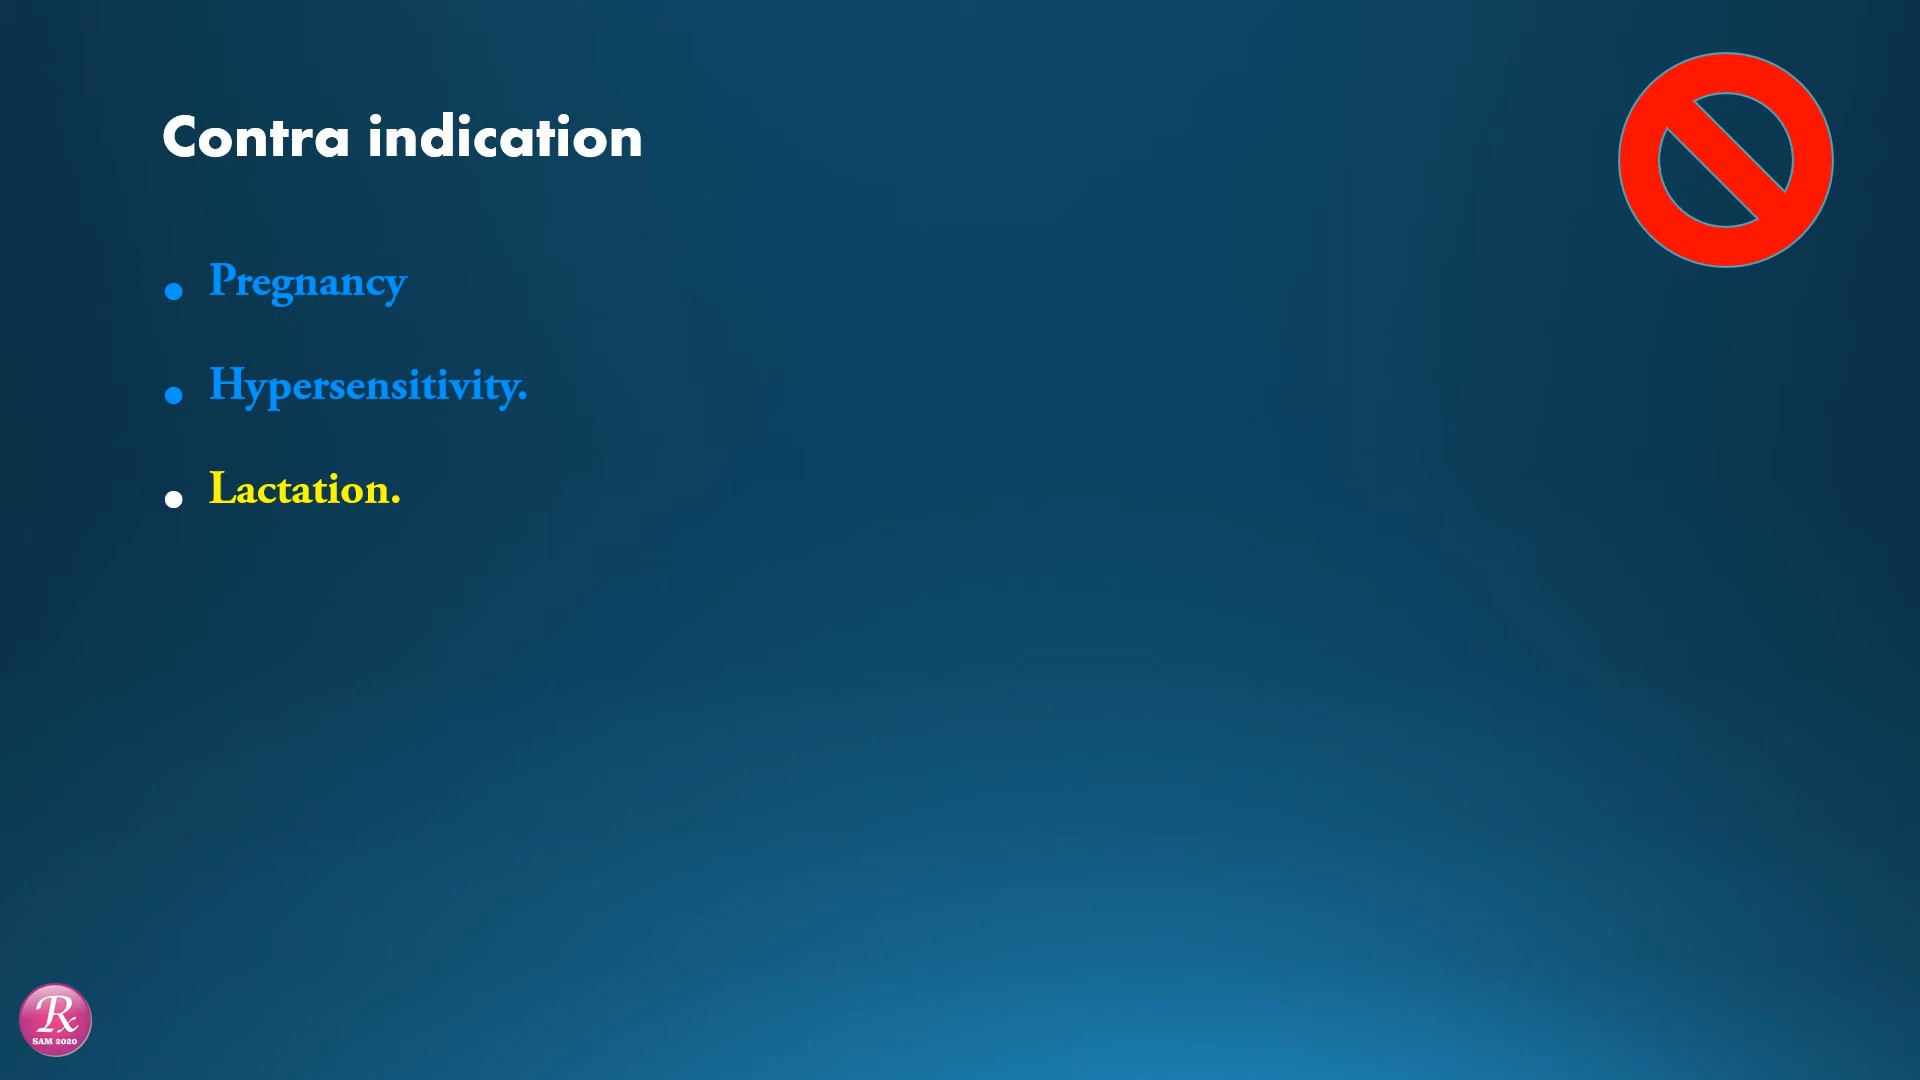 Contra indication
• Pregnancy
• Hypersensitivity.
• Lactation.
Rx
SAM 2020